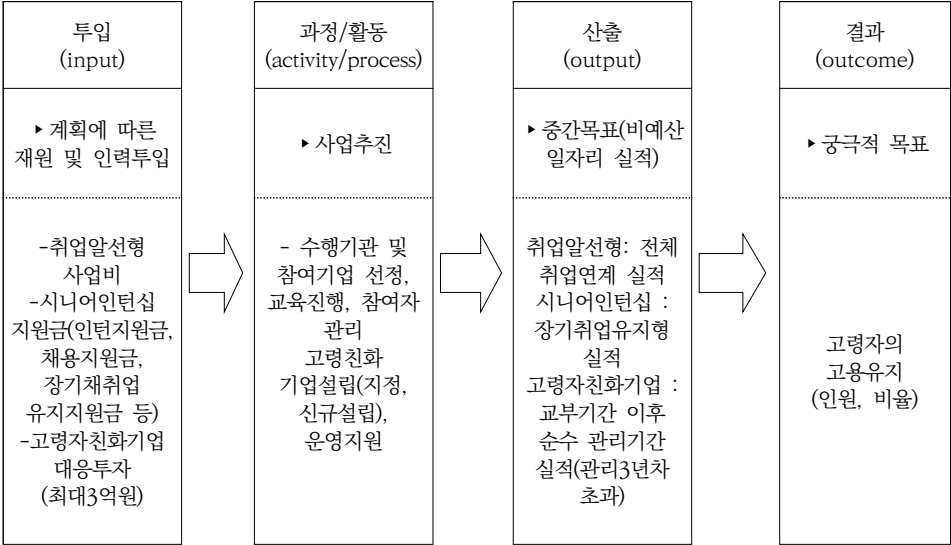 투입
(input)
▶계획에 따른
재원 및 인력투입
-취업알선형
사업비
-시니어인턴십
지원금(인턴지원금,
채용지원금,
장기채취업
유지지원금 등)
-고령자친화기업
대응투자
(최대3억원)
과정/활동
(activity/process)
▶사업추진
- 수행기관 및
참여기업 선정,
교육진행, 참여자
관리
고령친화
기업설립(지정,
신규설립),
운영지원
산출
(output)
▶중간목표(비예산
일자리 실적)
취업알선형: 전체
취업연계 실적
시니어인턴십 :
장기취업유지형
실적
고령자친화기업 :
교부기간 이후
순수 관리기간
실적(관리3년차
초과)
결과
(outcome)
▶궁극적 목표
고령자의
고용유지
(인원, 비율)